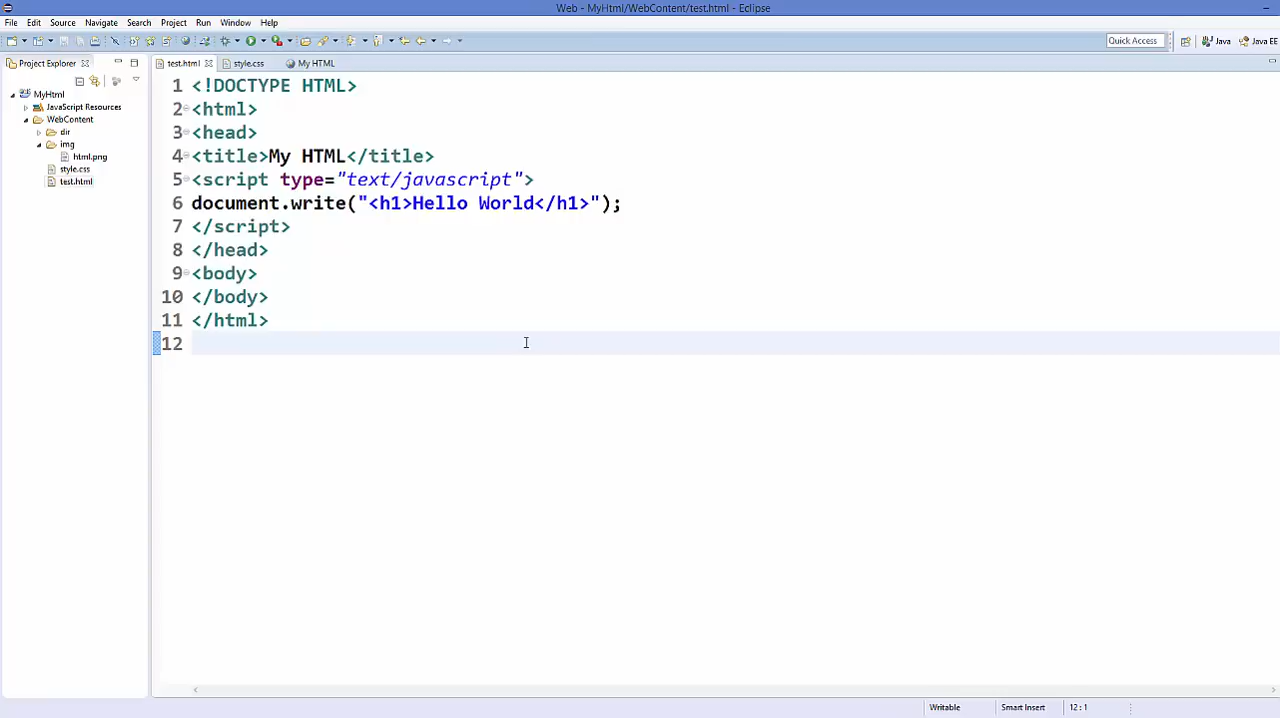 Web - MyHtml/WebContent/test.html - Eclipse
File Edit Source Navigate Search Project Run Window Help
Quick Access Java Java EE
Project Explorer test.html style.css My HTML
MyHtml
JavaScript Resources
WebContent
dir
img
html.png
style.css
test.html
1 <!DOCTYPE HTML>
2 <html>
3 <head>
4 <title>My HTML</title>
5 <script type="text/javascript">
6 document.write("<h1>Hello World</h1>");
7 </script>
8 </head>
9 <body>
10 </body>
11 </html>
12
Writable Smart Insert 12 : 1